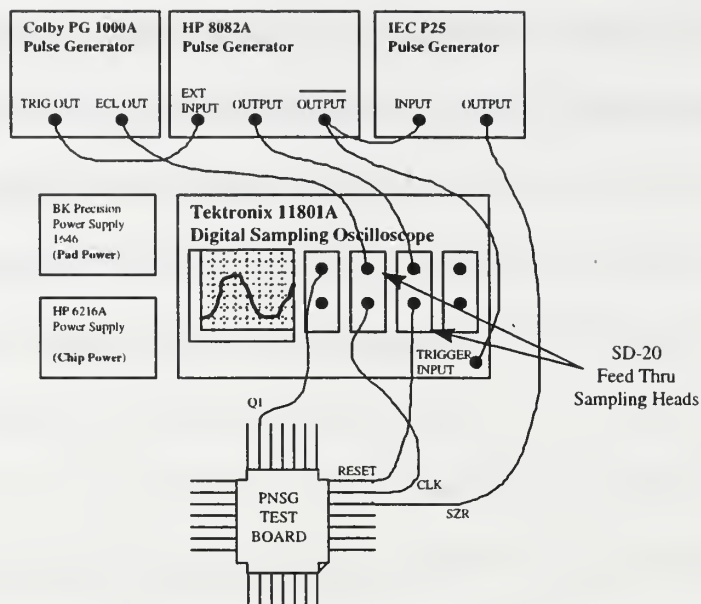 Colby PG 1000A
Pulse Generator
TRIG OUT
ECL OUT
HP 8082A
Pulse Generator
EXT
INPUT
OUTPUT
OUTPUT
IEC P25
Pulse Generator
INPUT
OUTPUT
BK Precision
Power Supply
1646
(Pad Power)
Tektronix 11801A
Digital Sampling Oscilloscope
HP 6216A
Power Supply
(Chip Power)
TRIGGER
INPUT
SD-20
Feed Thru
Sampling Heads
Q1
RESET
CLK
SZR
PNSG
TEST
BOARD